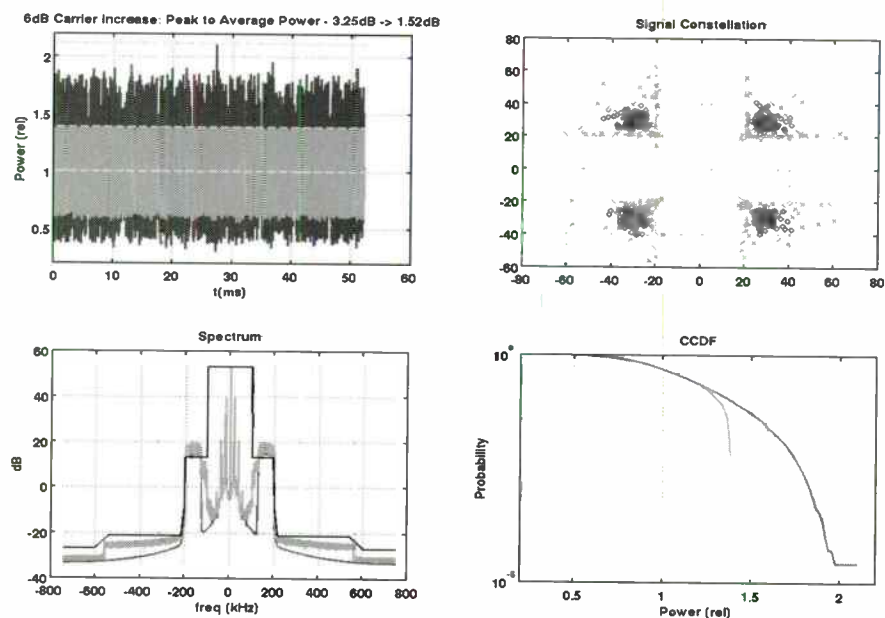 6dB Carrier Increase: Peak to Average Power - 3.25dB -> 1.52dB
2
1.5
1
0.5
Power (rel)
0 10 20 30 40 50 60
t(ms)
Signal Constellation
80
60
40
20
0
-20
-40
-60
-80 -60 -40 -20 0 20 40 60 80
Spectrum
60
40
20
0
-20
-40
dB
-800 -600 -400 -200 0 200 400 600 800
freq (kHz)
CCDF
10
Probability
10
0.5 1 1.5 2
Power (rel)